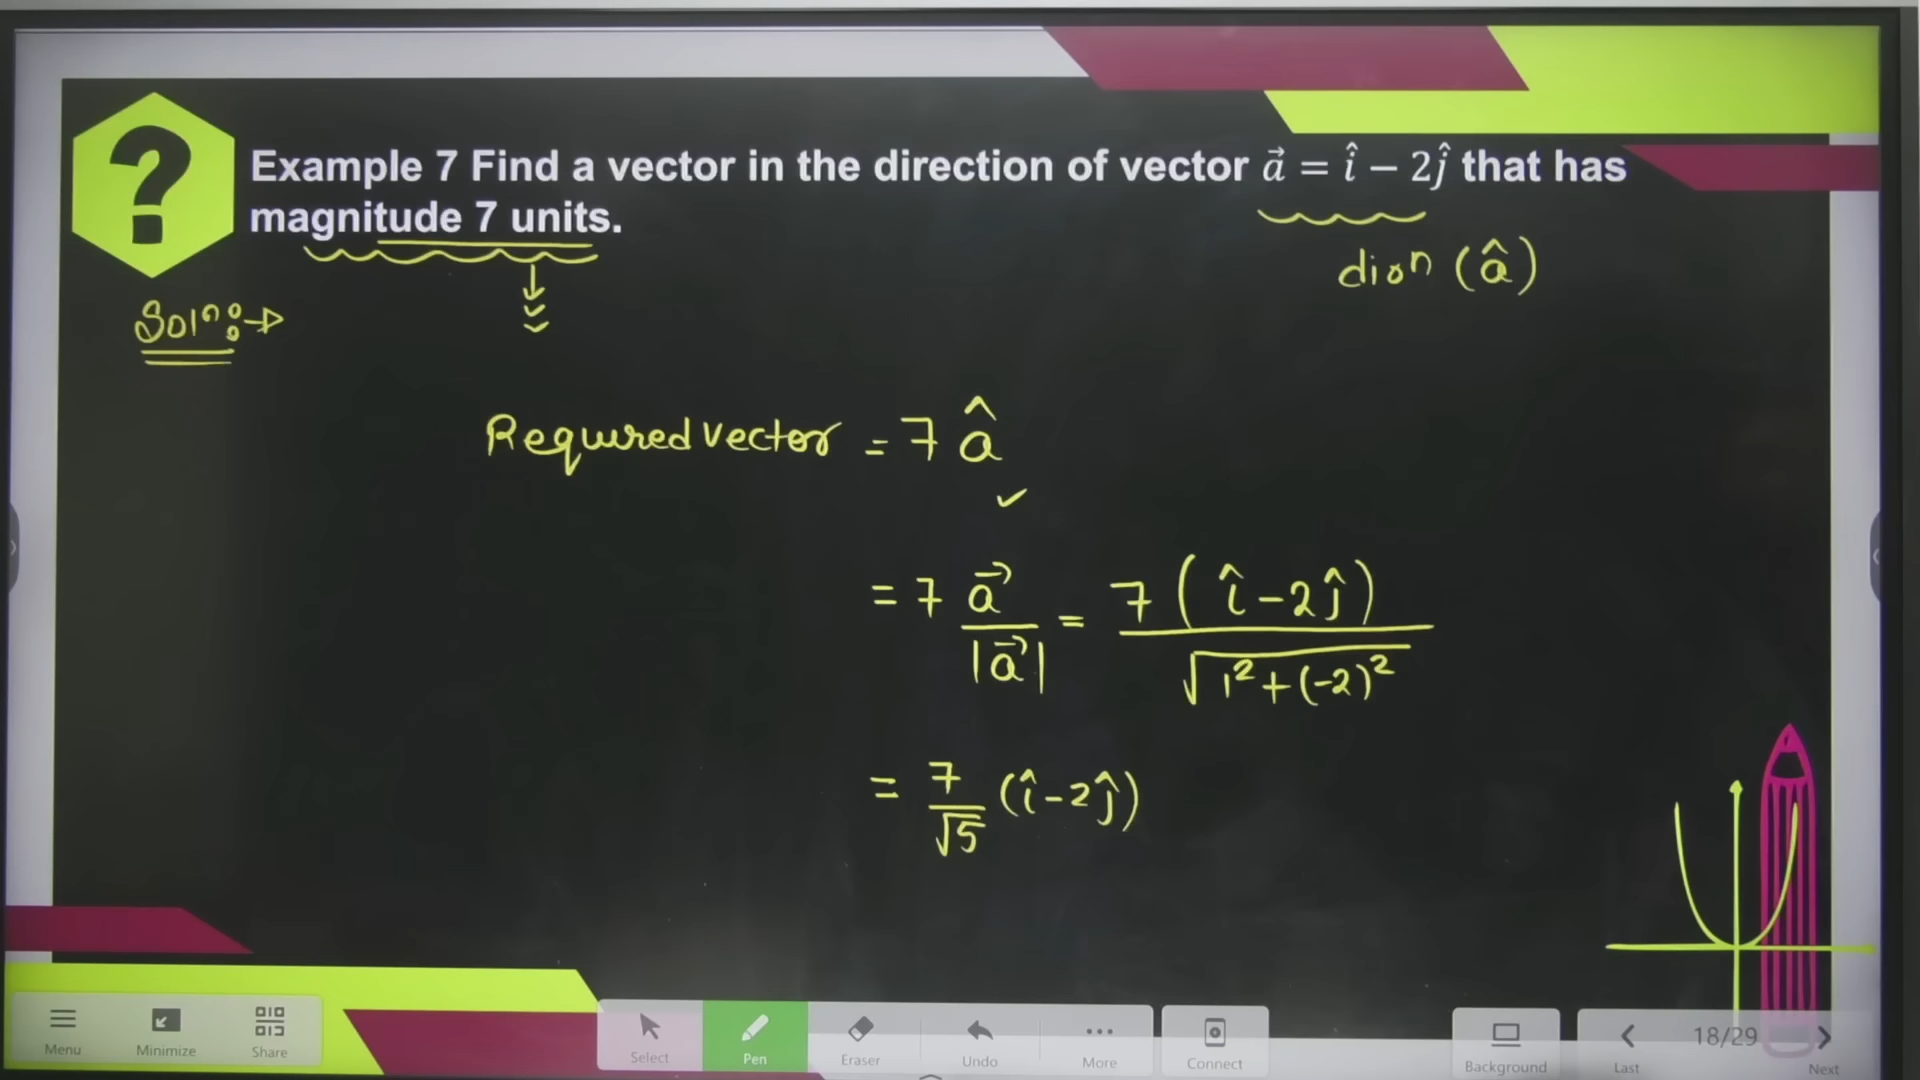 ?
Example 7 Find a vector in the direction of vector a⃗ = î − 2ĵ that has
magnitude 7 units.
dion (â)
Soln:→
Required vector = 7 â
= 7 a⃗ / |a⃗| = 7 ( î − 2ĵ ) / √1² + (-2)²
= 7/√5 (î - 2ĵ)
Menu
Minimize
Share
Select
Pen
Eraser
Undo
More
Connect
Background
Last
18/29
Next